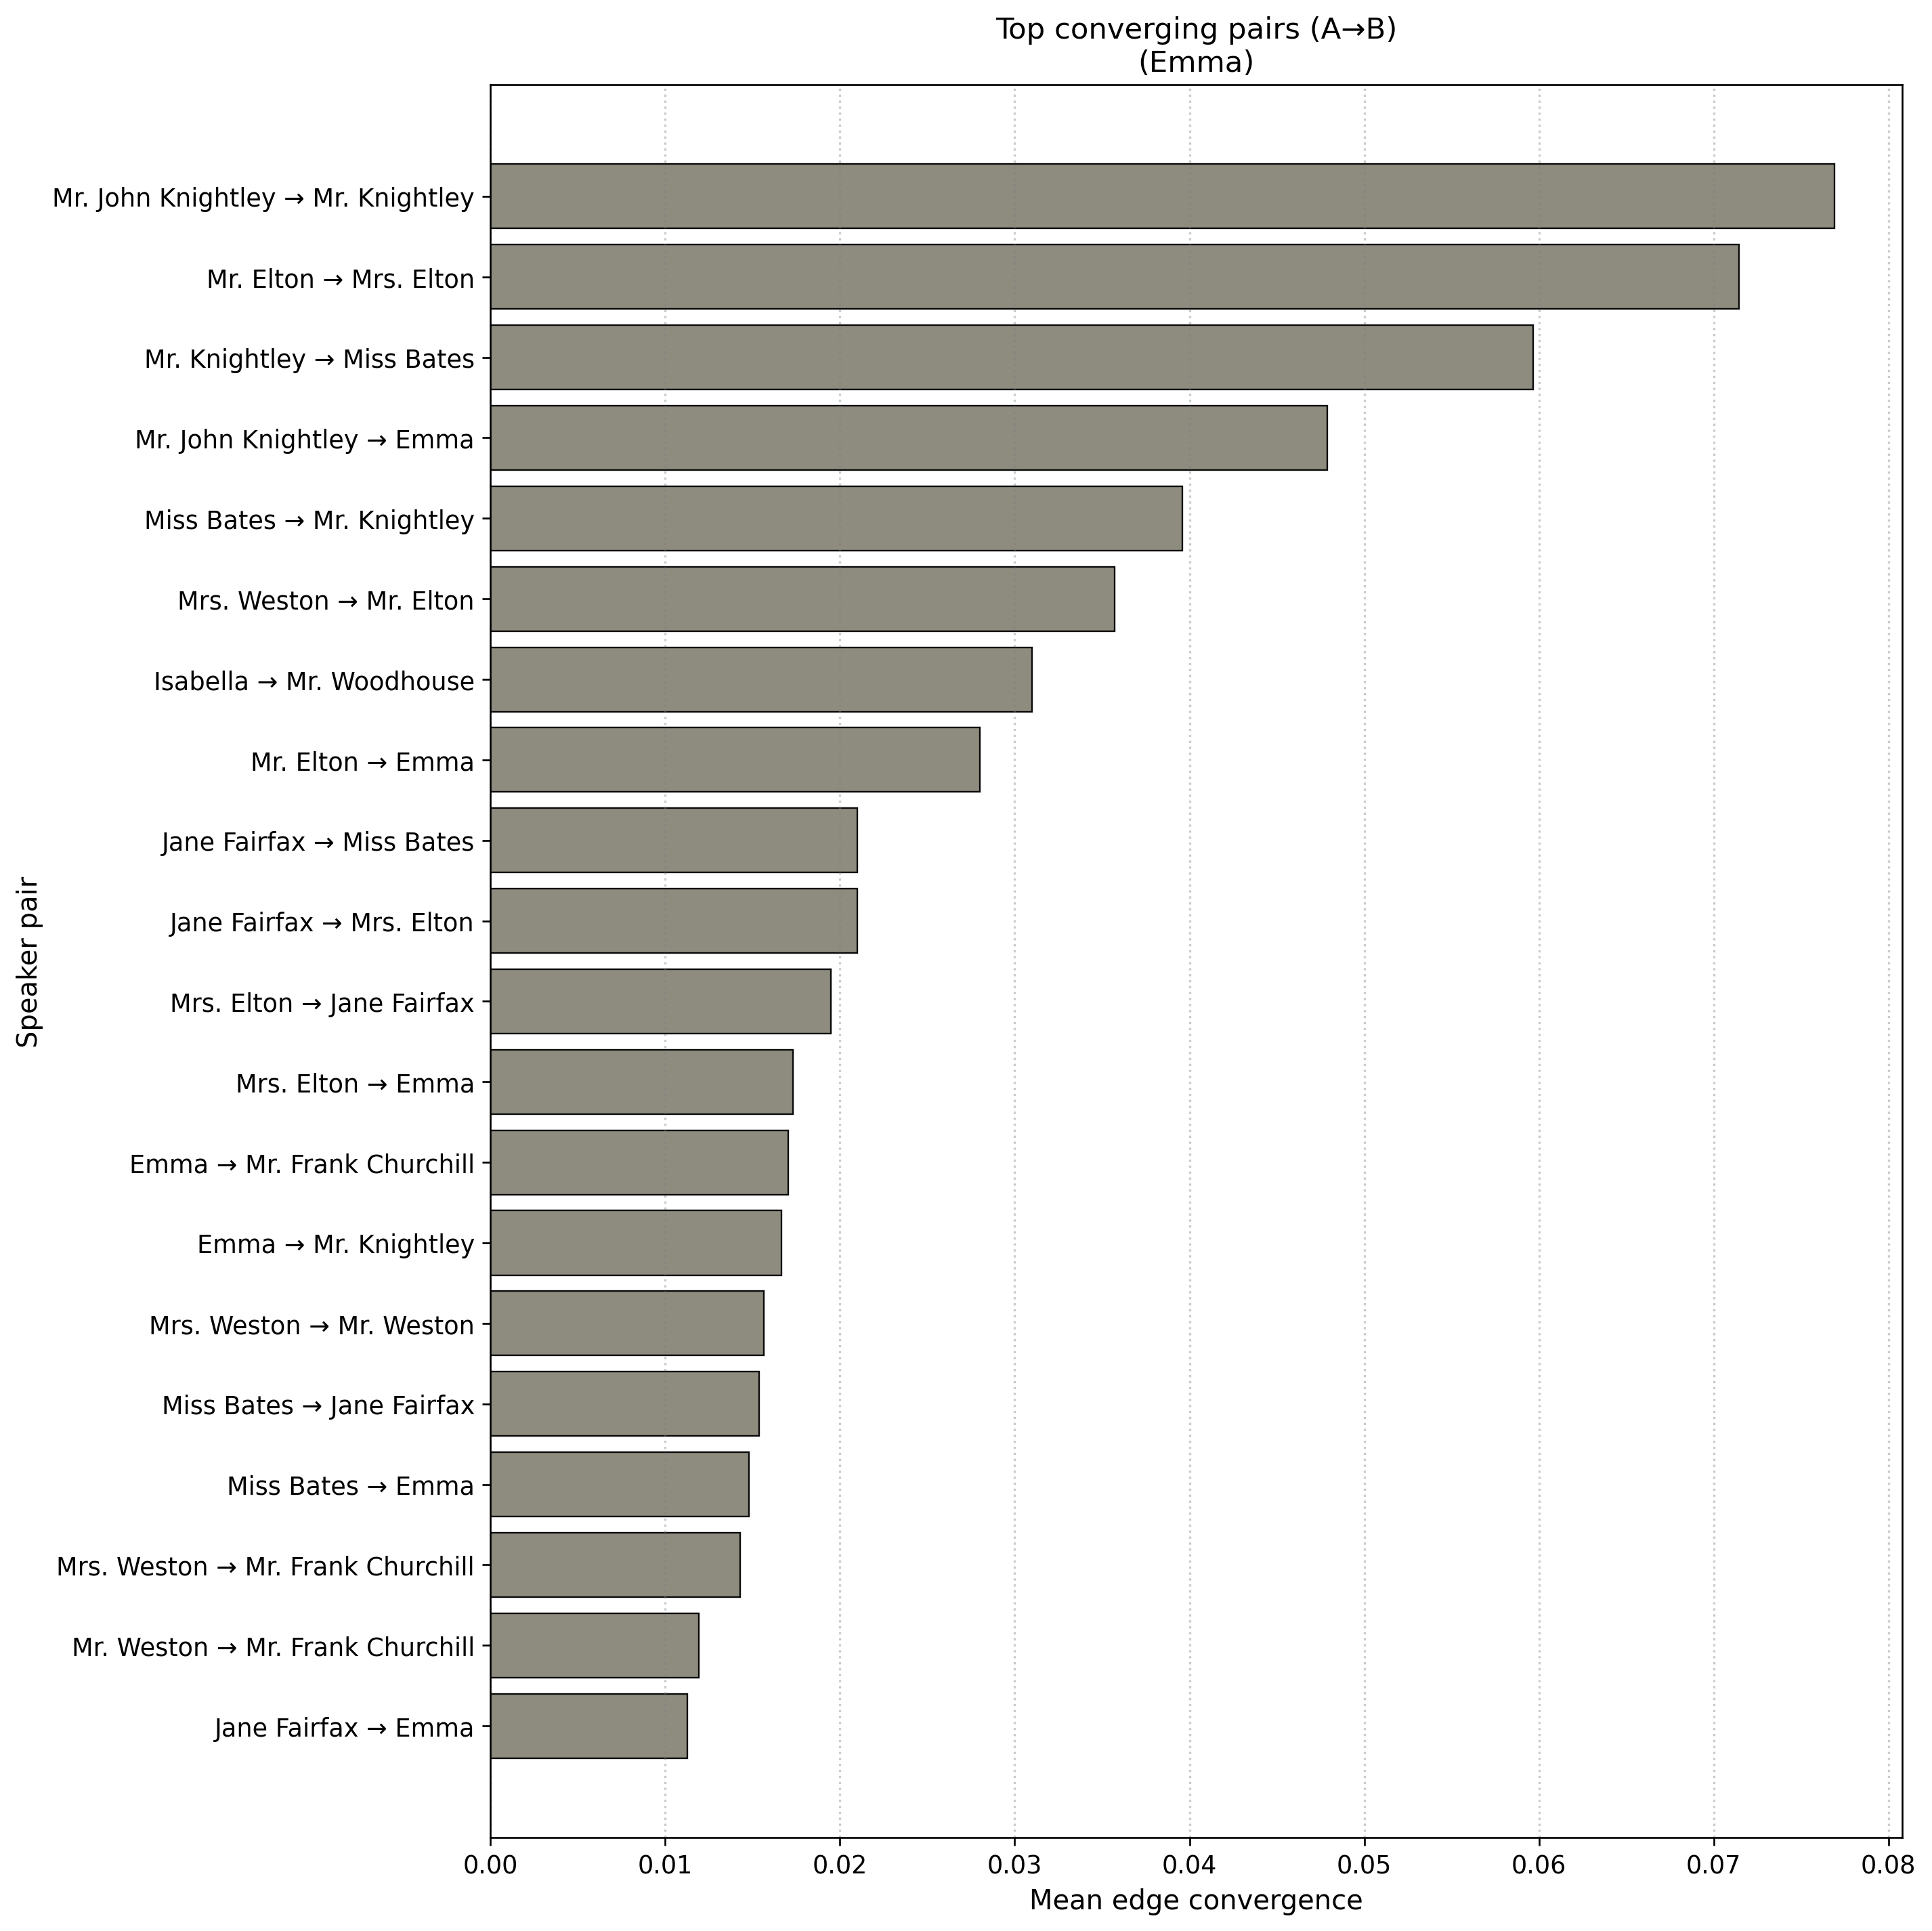 Top converging pairs (A→B)
(Emma)
Speaker pair
Mr. John Knightley → Mr. Knightley
Mr. Elton → Mrs. Elton
Mr. Knightley → Miss Bates
Mr. John Knightley → Emma
Miss Bates → Mr. Knightley
Mrs. Weston → Mr. Elton
Isabella → Mr. Woodhouse
Mr. Elton → Emma
Jane Fairfax → Miss Bates
Jane Fairfax → Mrs. Elton
Mrs. Elton → Jane Fairfax
Mrs. Elton → Emma
Emma → Mr. Frank Churchill
Emma → Mr. Knightley
Mrs. Weston → Mr. Weston
Miss Bates → Jane Fairfax
Miss Bates → Emma
Mrs. Weston → Mr. Frank Churchill
Mr. Weston → Mr. Frank Churchill
Jane Fairfax → Emma
0.00 0.01 0.02 0.03 0.04 0.05 0.06 0.07 0.08
Mean edge convergence